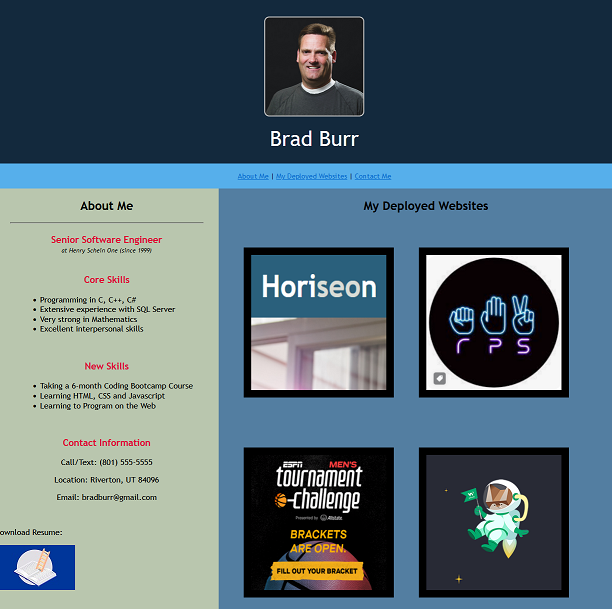 Brad Burr
About Me | My Deployed Websites | Contact Me
About Me
Senior Software Engineer
at Henry Schein One (since 1999)
Core Skills
Programming in C, C++, C#
Extensive experience with SQL Server
Very strong in Mathematics
Excellent interpersonal skills
New Skills
Taking a 6-month Coding Bootcamp Course
Learning HTML, CSS and Javascript
Learning to Program on the Web
Contact Information
Call/Text: (801) 555-5555
Location: Riverton, UT 84096
Email: bradburr@gmail.com
ownload Resume:
My Deployed Websites
Horiseon
r P S
ESPN MEN'S
tournament
-challenge
Presented by Allstate
BRACKETS
ARE OPEN.
FILL OUT YOUR BRACKET